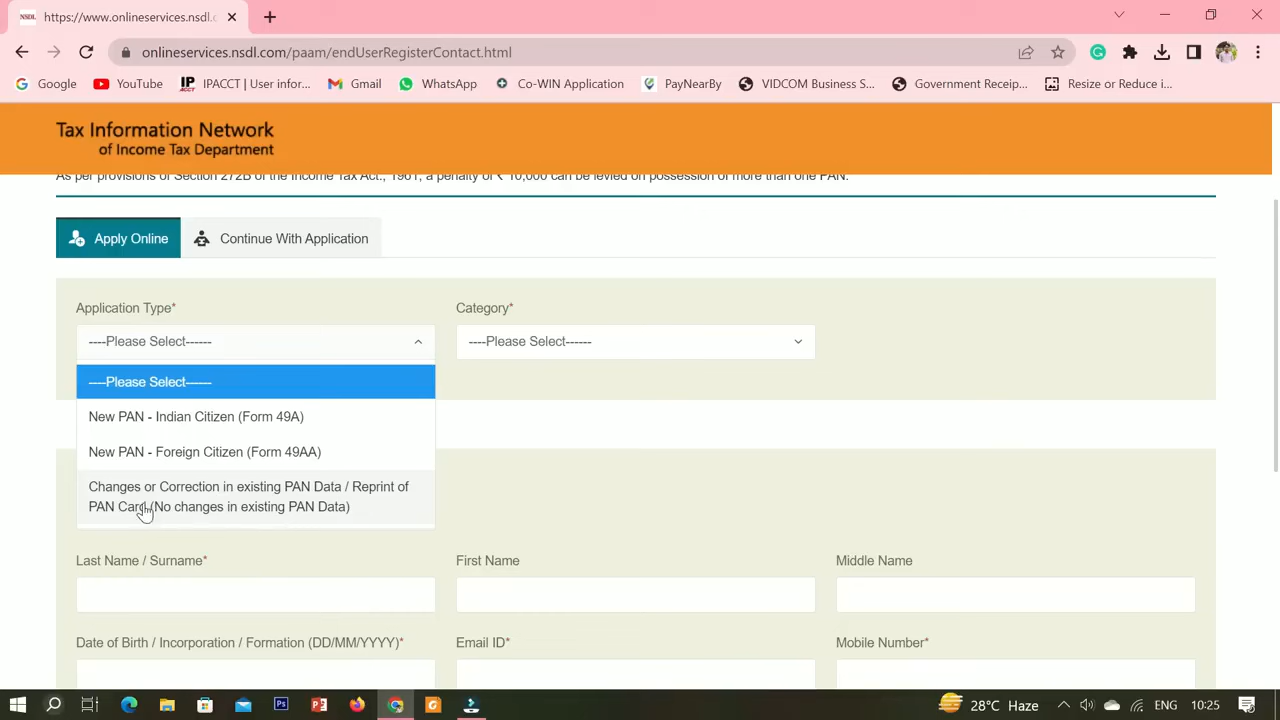 NSDL https://www.onlineservices.nsdl.c
onlineservices.nsdl.com/paam/endUserRegisterContact.html
Google YouTube IP ACCT IPACCT | User infor... Gmail WhatsApp Co-WIN Application PayNearBy VIDCOM Business S... Government Receip... Resize or Reduce i...
Tax Information Network
of Income Tax Department
As per provisions of Section 272B of the Income Tax Act., 1961, a penalty of ₹ 10,000 can be levied on possession of more than one PAN.
Apply Online Continue With Application
Application Type* Category*
----Please Select------ ----Please Select------
----Please Select------
New PAN - Indian Citizen (Form 49A)
New PAN - Foreign Citizen (Form 49AA)
Changes or Correction in existing PAN Data / Reprint of
PAN Card (No changes in existing PAN Data)
Last Name / Surname* First Name Middle Name
Date of Birth / Incorporation / Formation (DD/MM/YYYY)* Email ID* Mobile Number*
28°C Haze ENG 10:25